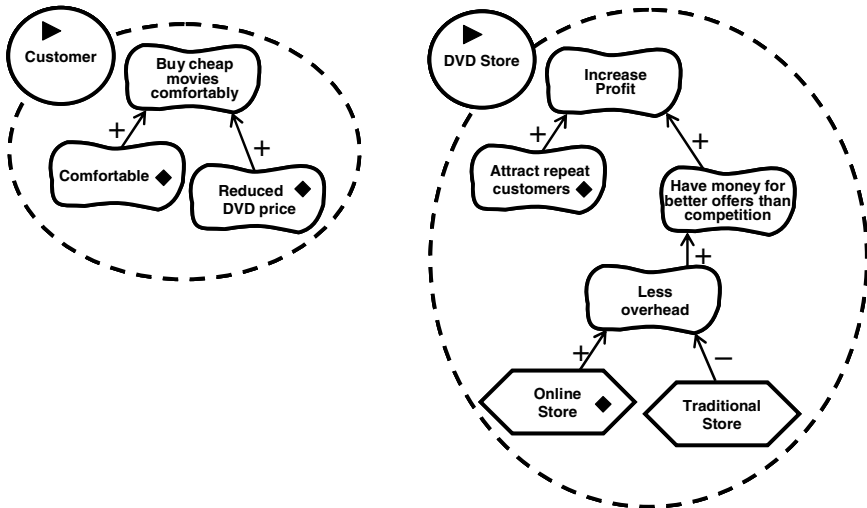 Customer
Buy cheap
movies
comfortably
+
+
Comfortable
Reduced
DVD price
DVD Store
Increase
Profit
+
+
Attract repeat
customers
Have money for
better offers than
competition
+
Less
overhead
+
−
Online
Store
Traditional
Store